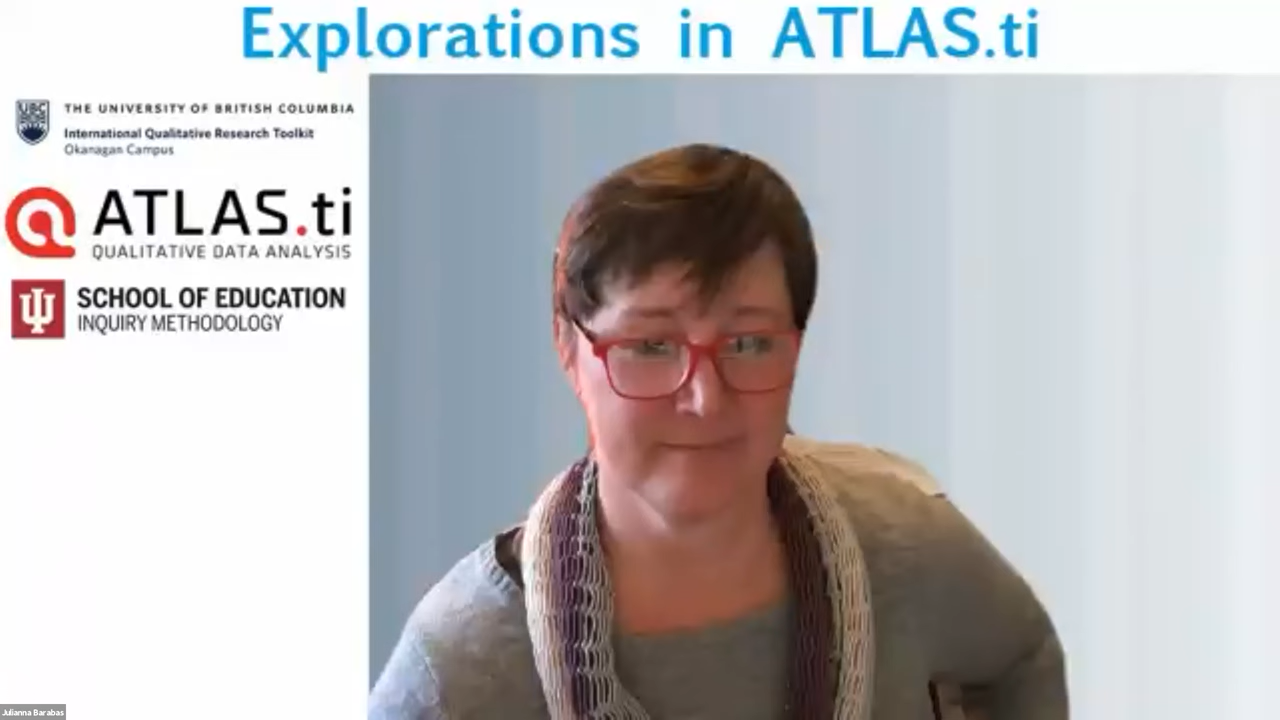 Explorations in ATLAS.ti
UBC
THE UNIVERSITY OF BRITISH COLUMBIA
International Qualitative Research Toolkit
Okanagan Campus
ATLAS.ti
QUALITATIVE DATA ANALYSIS
SCHOOL OF EDUCATION
INQUIRY METHODOLOGY
Julianna Barabas